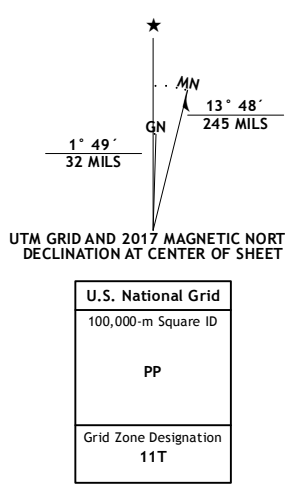 ★
MN
GN
13° 48´
245 MILS
1° 49´
32 MILS
UTM GRID AND 2017 MAGNETIC NORT
DECLINATION AT CENTER OF SHEET
U.S. National Grid
100,000-m Square ID
PP
Grid Zone Designation
11T